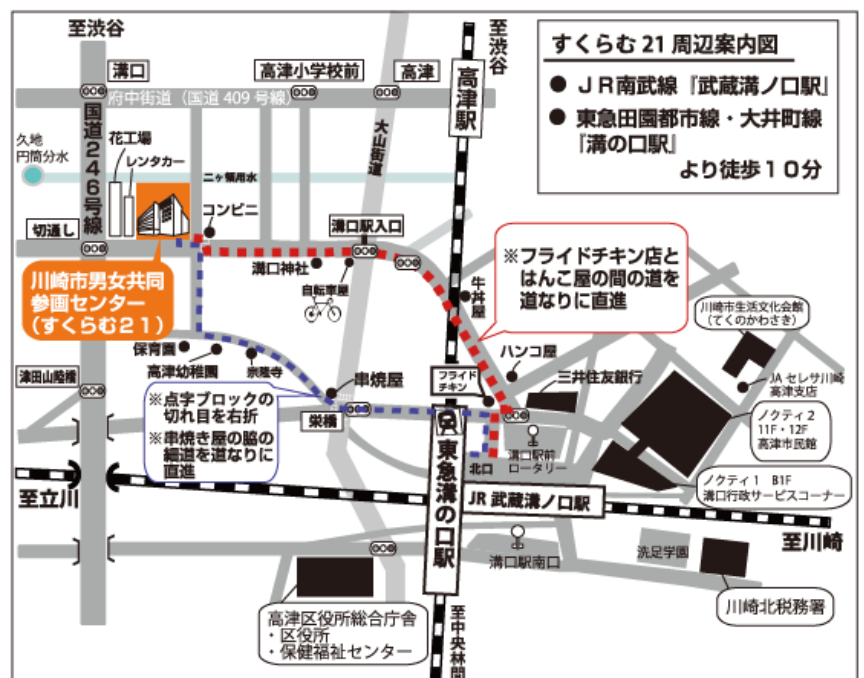 至渋谷
溝口
高津小学校前
高津
至渋谷
すくらむ21周辺案内図
● JR南武線『武蔵溝ノ口駅』
● 東急田園都市線・大井町線
『溝の口駅』
より徒歩10分
府中街道（国道409号線）
高津駅
国道246号線
大山街道
久地
円筒分水
花工場
レンタカー
二ヶ領用水
コンビニ
切通し
溝口駅入口
溝口神社
自転車屋
川崎市男女共同
参画センター
（すくらむ21）
※フライドチキン店と
はんこ屋の間の道を
道なりに直進
牛丼屋
川崎市生活文化会館
（てくのかわさき）
保育園
高津幼稚園
宗隆寺
ハンコ屋
フライド
チキン
三井住友銀行
JA セレサ川崎
高津支店
津田山陸橋
串焼屋
※点字ブロックの
切れ目を右折
※串焼き屋の脇の
細道を道なりに
直進
栄橋
ノクティ2
11F・12F
高津市民館
溝口駅前
ロータリー
北口
ノクティ1 B1F
溝口行政サービスコーナー
至立川
東急溝の口駅
JR 武蔵溝ノ口駅
至川崎
溝口駅南口
洗足学園
川崎北税務署
高津区役所総合庁舎
・区役所
・保健福祉センター
至中央林間